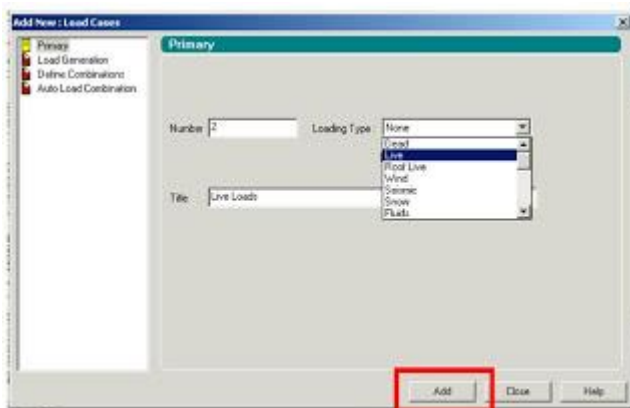 Add New : Load Cases
Primary
Load Generation
Define Combinations
Auto Load Combination
Primary
Number 2 Loading Type None
Dead
Live
Roof Live
Wind
Seismic
Snow
Fluids
Title Live Loads
Add Close Help